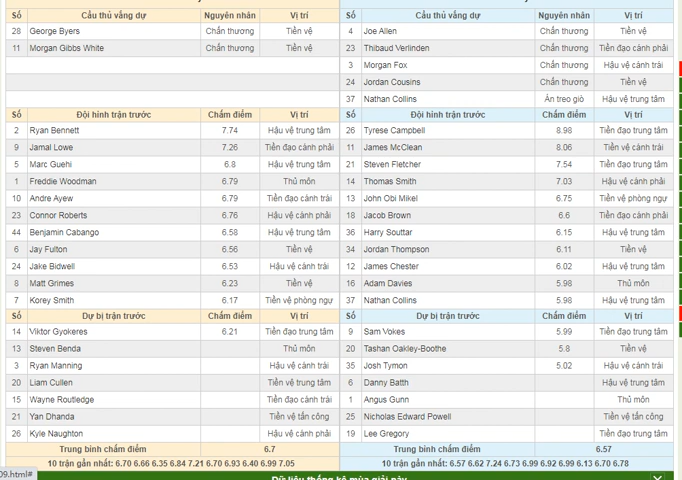 Số Cầu thủ vắng dự Nguyên nhân Vị trí Số Cầu thủ vắng dự Nguyên nhân Vị trí
28 George Byers Chấn thương Tiền vệ 4 Joe Allen Chấn thương Tiền vệ
11 Morgan Gibbs White Chấn thương Tiền vệ 23 Thibaud Verlinden Chấn thương Tiền đạo cánh phải
3 Morgan Fox Chấn thương Hậu vệ cánh trái
24 Jordan Cousins Chấn thương Tiền vệ
37 Nathan Collins Án treo giò Hậu vệ trung tâm
Số Đội hình trận trước Chấm điểm Vị trí Số Đội hình trận trước Chấm điểm Vị trí
2 Ryan Bennett 7.74 Hậu vệ trung tâm 26 Tyrese Campbell 8.98 Tiền đạo trung tâm
9 Jamal Lowe 7.26 Tiền đạo cánh phải 11 James McClean 8.06 Tiền vệ cánh trái
5 Marc Guehi 6.8 Hậu vệ trung tâm 21 Steven Fletcher 7.54 Tiền đạo trung tâm
1 Freddie Woodman 6.79 Thủ môn 14 Thomas Smith 7.03 Hậu vệ cánh phải
10 Andre Ayew 6.79 Tiền đạo cánh trái 13 John Obi Mikel 6.75 Tiền vệ phòng ngự
23 Connor Roberts 6.76 Hậu vệ cánh phải 18 Jacob Brown 6.6 Tiền đạo cánh phải
44 Benjamin Cabango 6.58 Hậu vệ trung tâm 36 Harry Souttar 6.15 Hậu vệ trung tâm
6 Jay Fulton 6.56 Tiền vệ 34 Jordan Thompson 6.11 Tiền vệ
24 Jake Bidwell 6.53 Hậu vệ cánh trái 12 James Chester 6.02 Hậu vệ trung tâm
8 Matt Grimes 6.23 Tiền vệ 16 Adam Davies 5.98 Thủ môn
7 Korey Smith 6.17 Tiền vệ phòng ngự 37 Nathan Collins 5.98 Hậu vệ trung tâm
Số Dự bị trận trước Chấm điểm Vị trí Số Dự bị trận trước Chấm điểm Vị trí
14 Viktor Gyokeres 6.21 Tiền đạo trung tâm 9 Sam Vokes 5.99 Tiền đạo trung tâm
13 Steven Benda Thủ môn 20 Tashan Oakley-Boothe 5.8 Tiền vệ
3 Ryan Manning Hậu vệ cánh trái 35 Josh Tymon 5.02 Hậu vệ cánh trái
20 Liam Cullen Tiền vệ trung tâm 6 Danny Batth Hậu vệ trung tâm
15 Wayne Routledge Tiền đạo cánh trái 1 Angus Gunn Thủ môn
21 Yan Dhanda Tiền vệ tấn công 25 Nicholas Edward Powell Tiền vệ tấn công
26 Kyle Naughton Hậu vệ cánh phải 19 Lee Gregory Tiền đạo trung tâm
Trung bình chấm điểm 6.7 Trung bình chấm điểm 6.57
10 trận gần nhất: 6.70 6.66 6.35 6.84 7.21 6.70 6.93 6.40 6.99 7.05 10 trận gần nhất: 6.57 6.62 7.24 6.73 6.99 6.92 6.99 6.13 6.70 6.78
09.html#
Dữ liệu thống kê mùa giải này